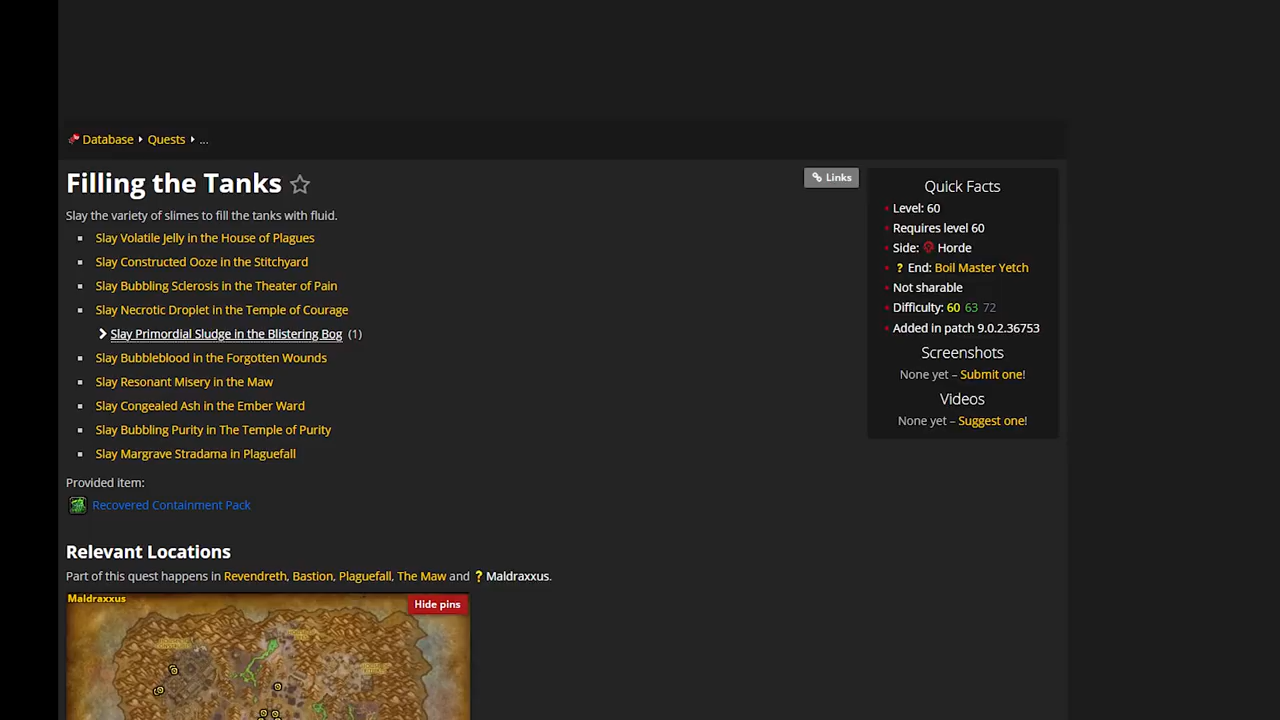 Database Quests ...
Filling the Tanks
Links
Slay the variety of slimes to fill the tanks with fluid.
Slay Volatile Jelly in the House of Plagues
Slay Constructed Ooze in the Stitchyard
Slay Bubbling Sclerosis in the Theater of Pain
Slay Necrotic Droplet in the Temple of Courage
Slay Primordial Sludge in the Blistering Bog (1)
Slay Bubbleblood in the Forgotten Wounds
Slay Resonant Misery in the Maw
Slay Congealed Ash in the Ember Ward
Slay Bubbling Purity in The Temple of Purity
Slay Margrave Stradama in Plaguefall
Provided item:
Recovered Containment Pack
Relevant Locations
Part of this quest happens in Revendreth, Bastion, Plaguefall, The Maw and ? Maldraxxus.
Maldraxxus
Hide pins
Quick Facts
Level: 60
Requires level 60
Side: Horde
? End: Boil Master Yetch
Not sharable
Difficulty: 60 63 72
Added in patch 9.0.2.36753
Screenshots
None yet – Submit one!
Videos
None yet – Suggest one!